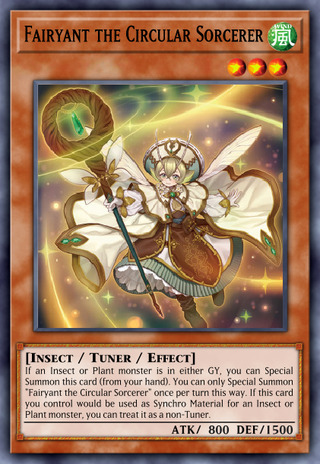 Fairyant the Circular Sorcerer
WIND
風
[Insect / Tuner / Effect]
If an Insect or Plant monster is in either GY, you can Special
Summon this card (from your hand). You can only Special Summon
"Fairyant the Circular Sorcerer" once per turn this way. If this card
you control would be used as Synchro Material for an Insect or
Plant monster, you can treat it as a non-Tuner.
ATK/ 800 DEF/1500